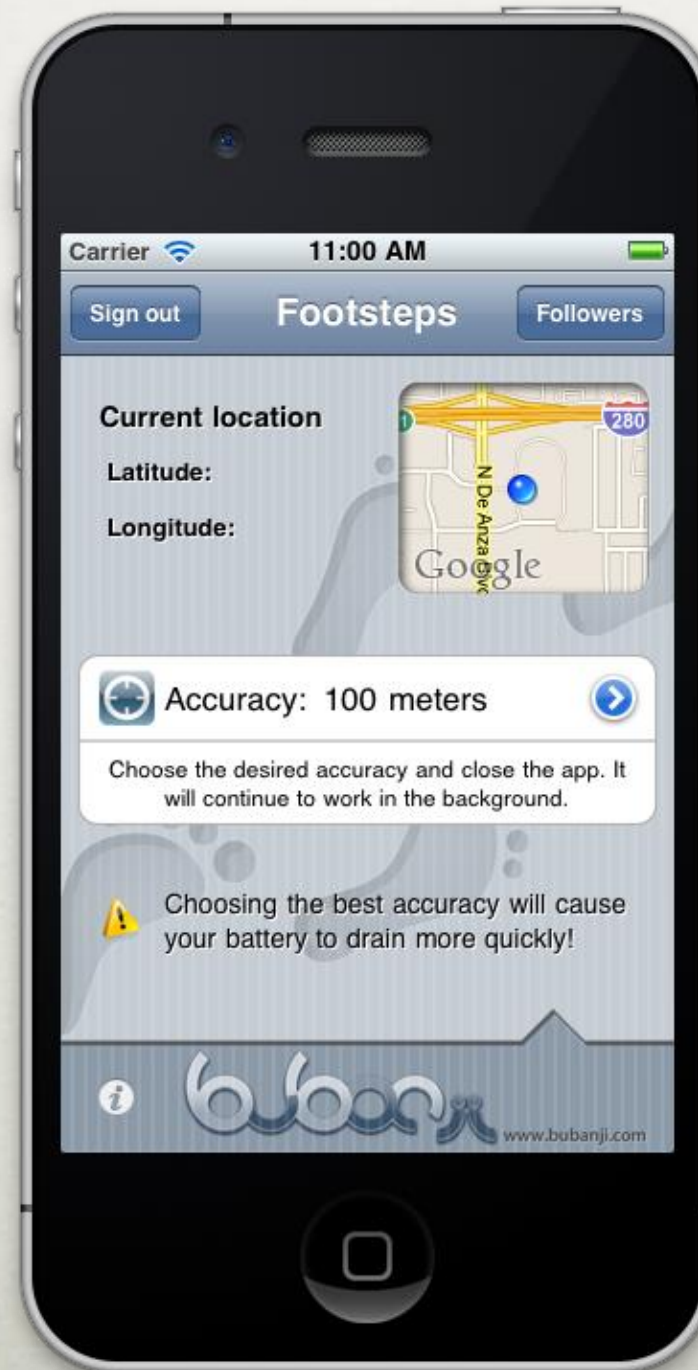 Carrier 11:00 AM
Sign out Footsteps Followers
Current location
Latitude:
Longitude:
280
N De Anza Blvd
Google
Accuracy: 100 meters
Choose the desired accuracy and close the app. It
will continue to work in the background.
Choosing the best accuracy will cause
your battery to drain more quickly!
i
bubanji
www.bubanji.com